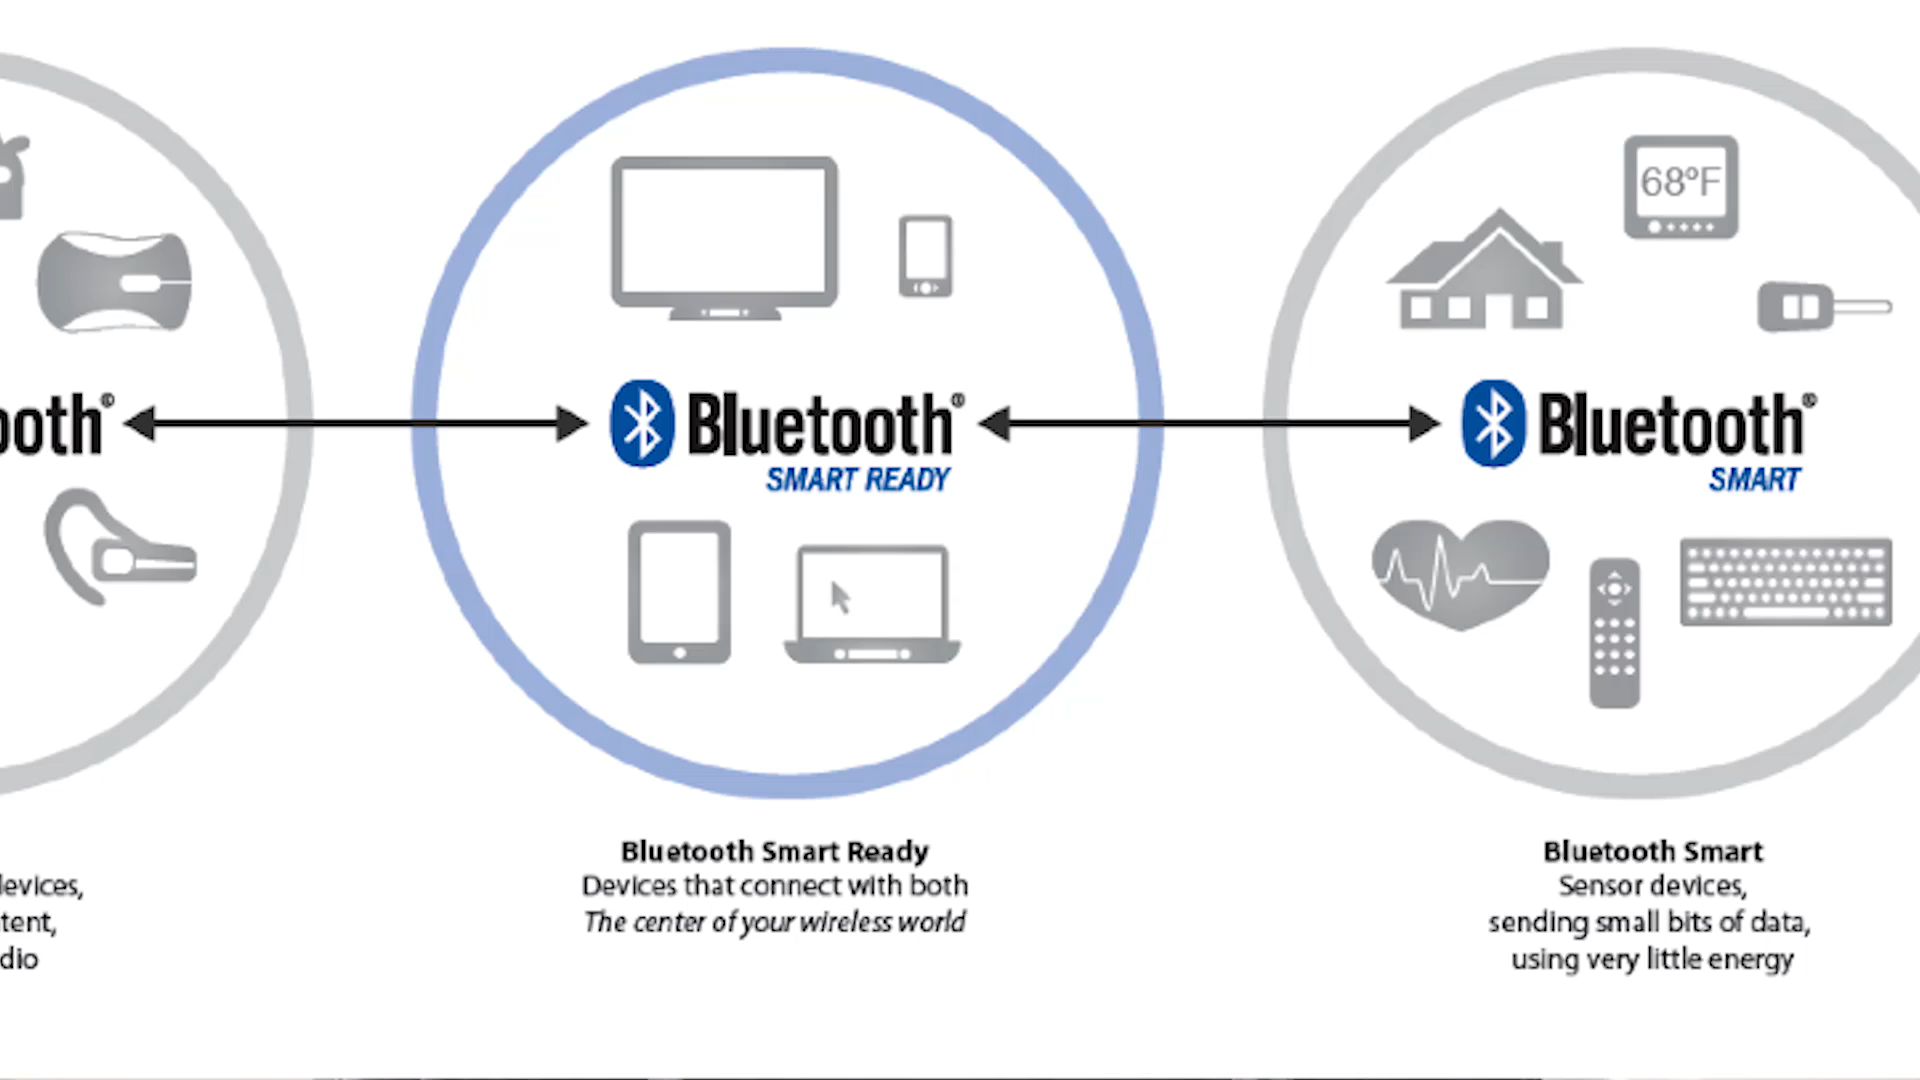 68ºF
Bluetooth®
SMART READY
Bluetooth®
SMART
Bluetooth Smart Ready
Devices that connect with both
The center of your wireless world
Bluetooth Smart
Sensor devices,
sending small bits of data,
using very little energy